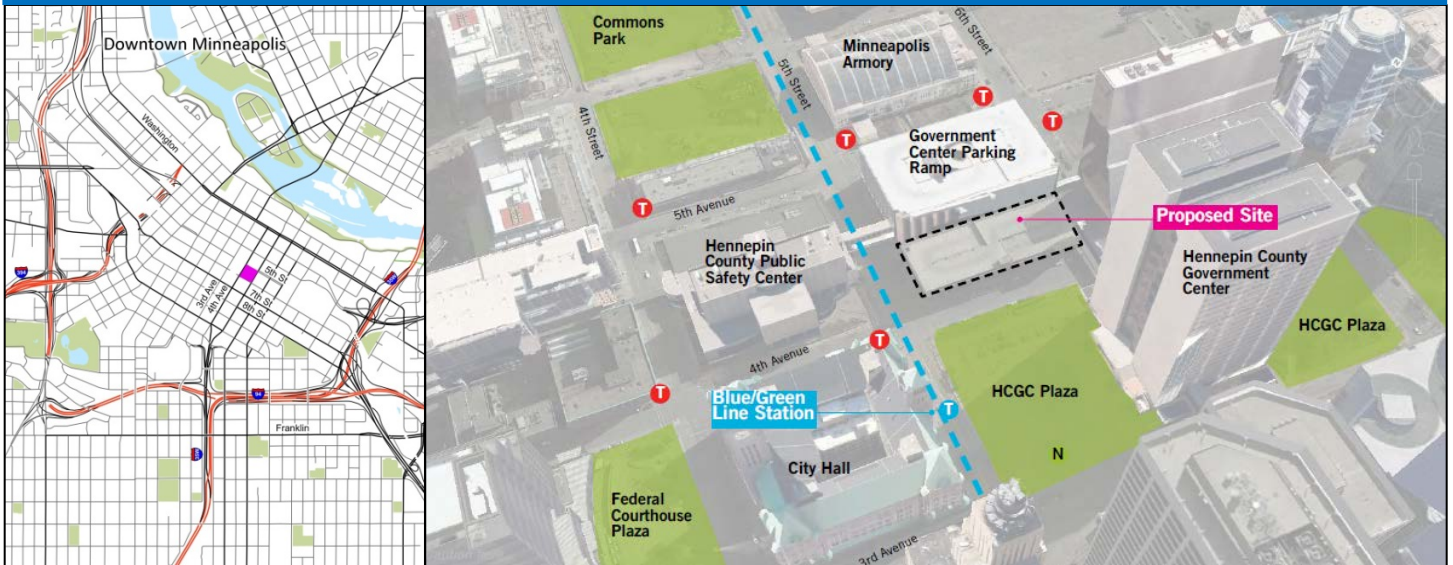 Downtown Minneapolis
Washington
3rd Ave
4th Ave
5th St
7th St
8th St
94
Franklin
Commons
Park
Minneapolis
Armory
6th Street
5th Street
4th Street
T
T
T
Government
Center Parking
Ramp
T
5th Avenue
Proposed Site
Hennepin
County Public
Safety Center
Hennepin County
Government
Center
HCGC Plaza
T
4th Avenue
T
Blue/Green
Line Station
T
HCGC Plaza
N
City Hall
Federal
Courthouse
Plaza
3rd Avenue